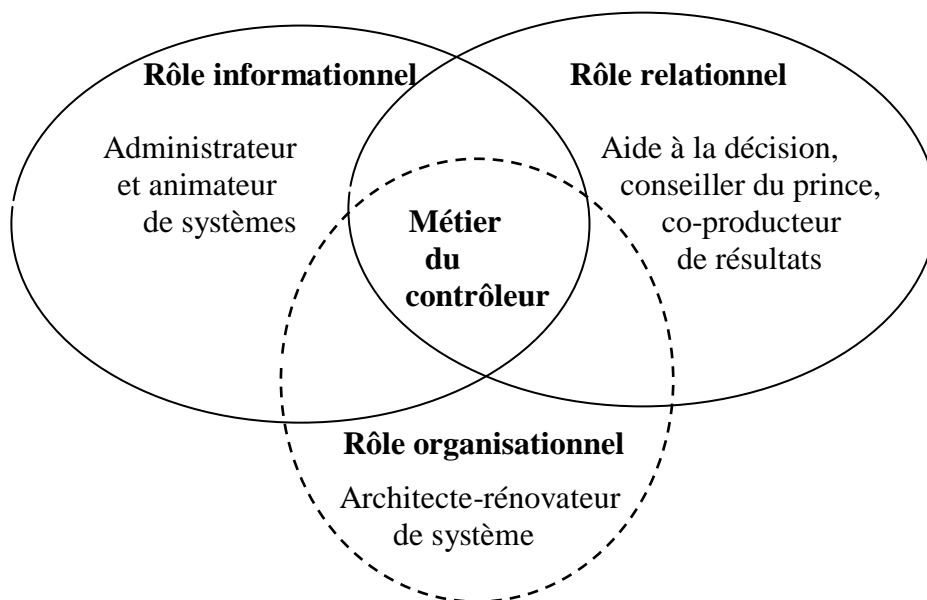 Rôle informationnel
Administrateur
et animateur
de systèmes
Rôle relationnel
Aide à la décision,
conseiller du prince,
co-producteur
de résultats
Métier
du
contrôleur
Rôle organisationnel
Architecte-rénovateur
de système